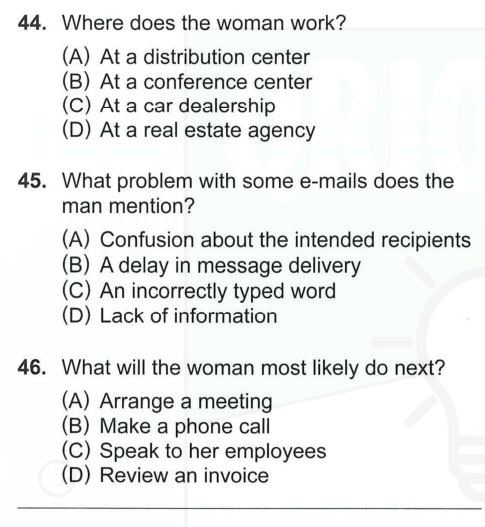 44. Where does the woman work?
(A) At a distribution center
(B) At a conference center
(C) At a car dealership
(D) At a real estate agency
45. What problem with some e-mails does the
man mention?
(A) Confusion about the intended recipients
(B) A delay in message delivery
(C) An incorrectly typed word
(D) Lack of information
46. What will the woman most likely do next?
(A) Arrange a meeting
(B) Make a phone call
(C) Speak to her employees
(D) Review an invoice